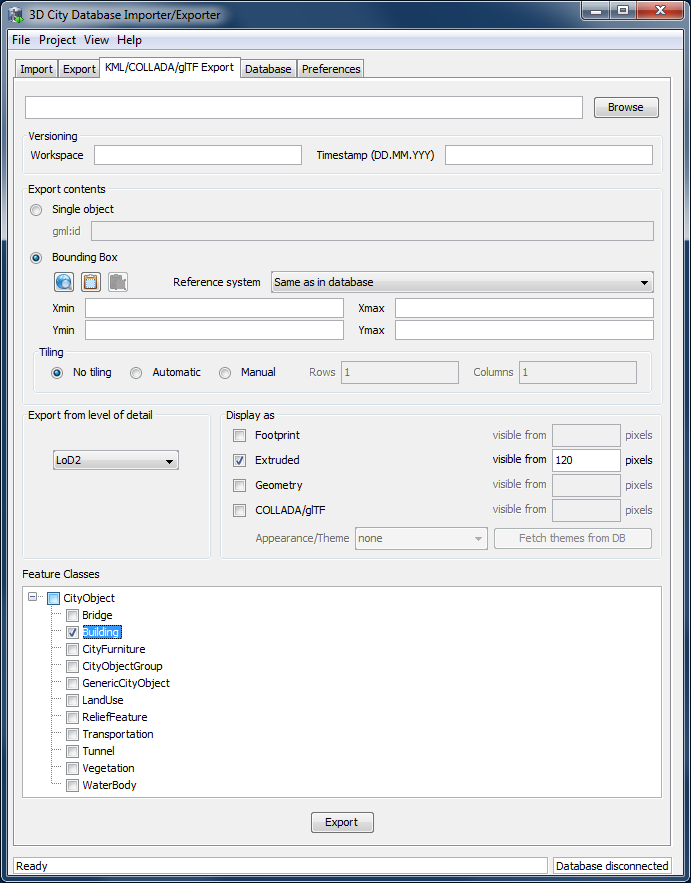 3D City Database Importer/Exporter
File Project View Help
Import Export KML/COLLADA/glTF Export Database Preferences
Browse
Versioning
Workspace Timestamp (DD.MM.YYY)
Export contents
Single object
gml:id
Bounding Box
Reference system Same as in database
Xmin Xmax
Ymin Ymax
Tiling
No tiling Automatic Manual Rows 1 Columns 1
Export from level of detail Display as
LoD2
Footprint visible from pixels
Extruded visible from 120 pixels
Geometry visible from pixels
COLLADA/glTF visible from pixels
Appearance/Theme none Fetch themes from DB
Feature Classes
CityObject
Bridge
Building
CityFurniture
CityObjectGroup
GenericCityObject
LandUse
ReliefFeature
Transportation
Tunnel
Vegetation
WaterBody
Export
Ready Database disconnected